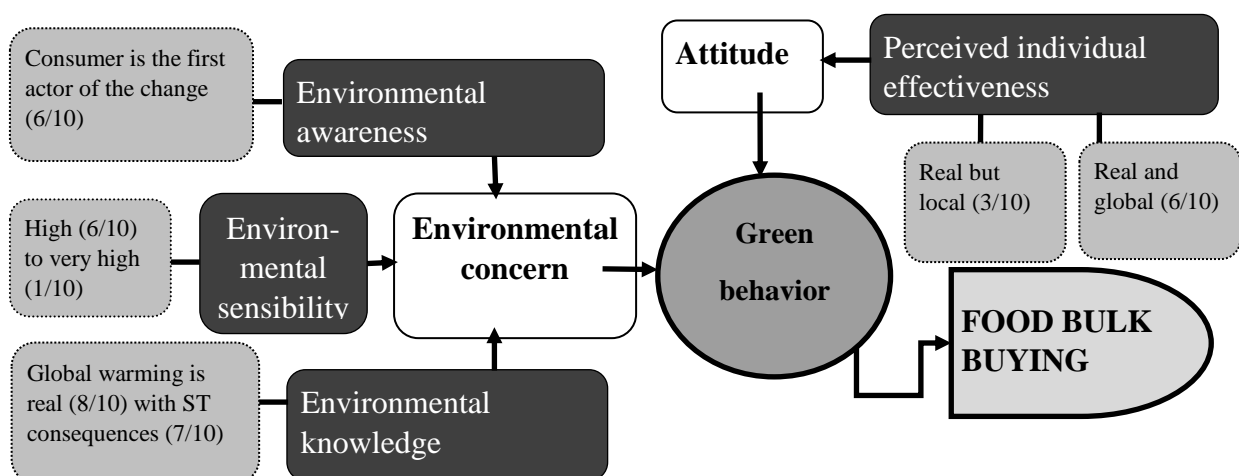 Consumer is the first
actor of the change
(6/10)
Environmental
awareness
Attitude
Perceived individual
effectiveness
Real but
local (3/10)
Real and
global (6/10)
High (6/10)
to very high
(1/10)
Environ-
mental
sensibility
Environmental
concern
Green
behavior
FOOD BULK
BUYING
Global warming is
real (8/10) with ST
consequences (7/10)
Environmental
knowledge